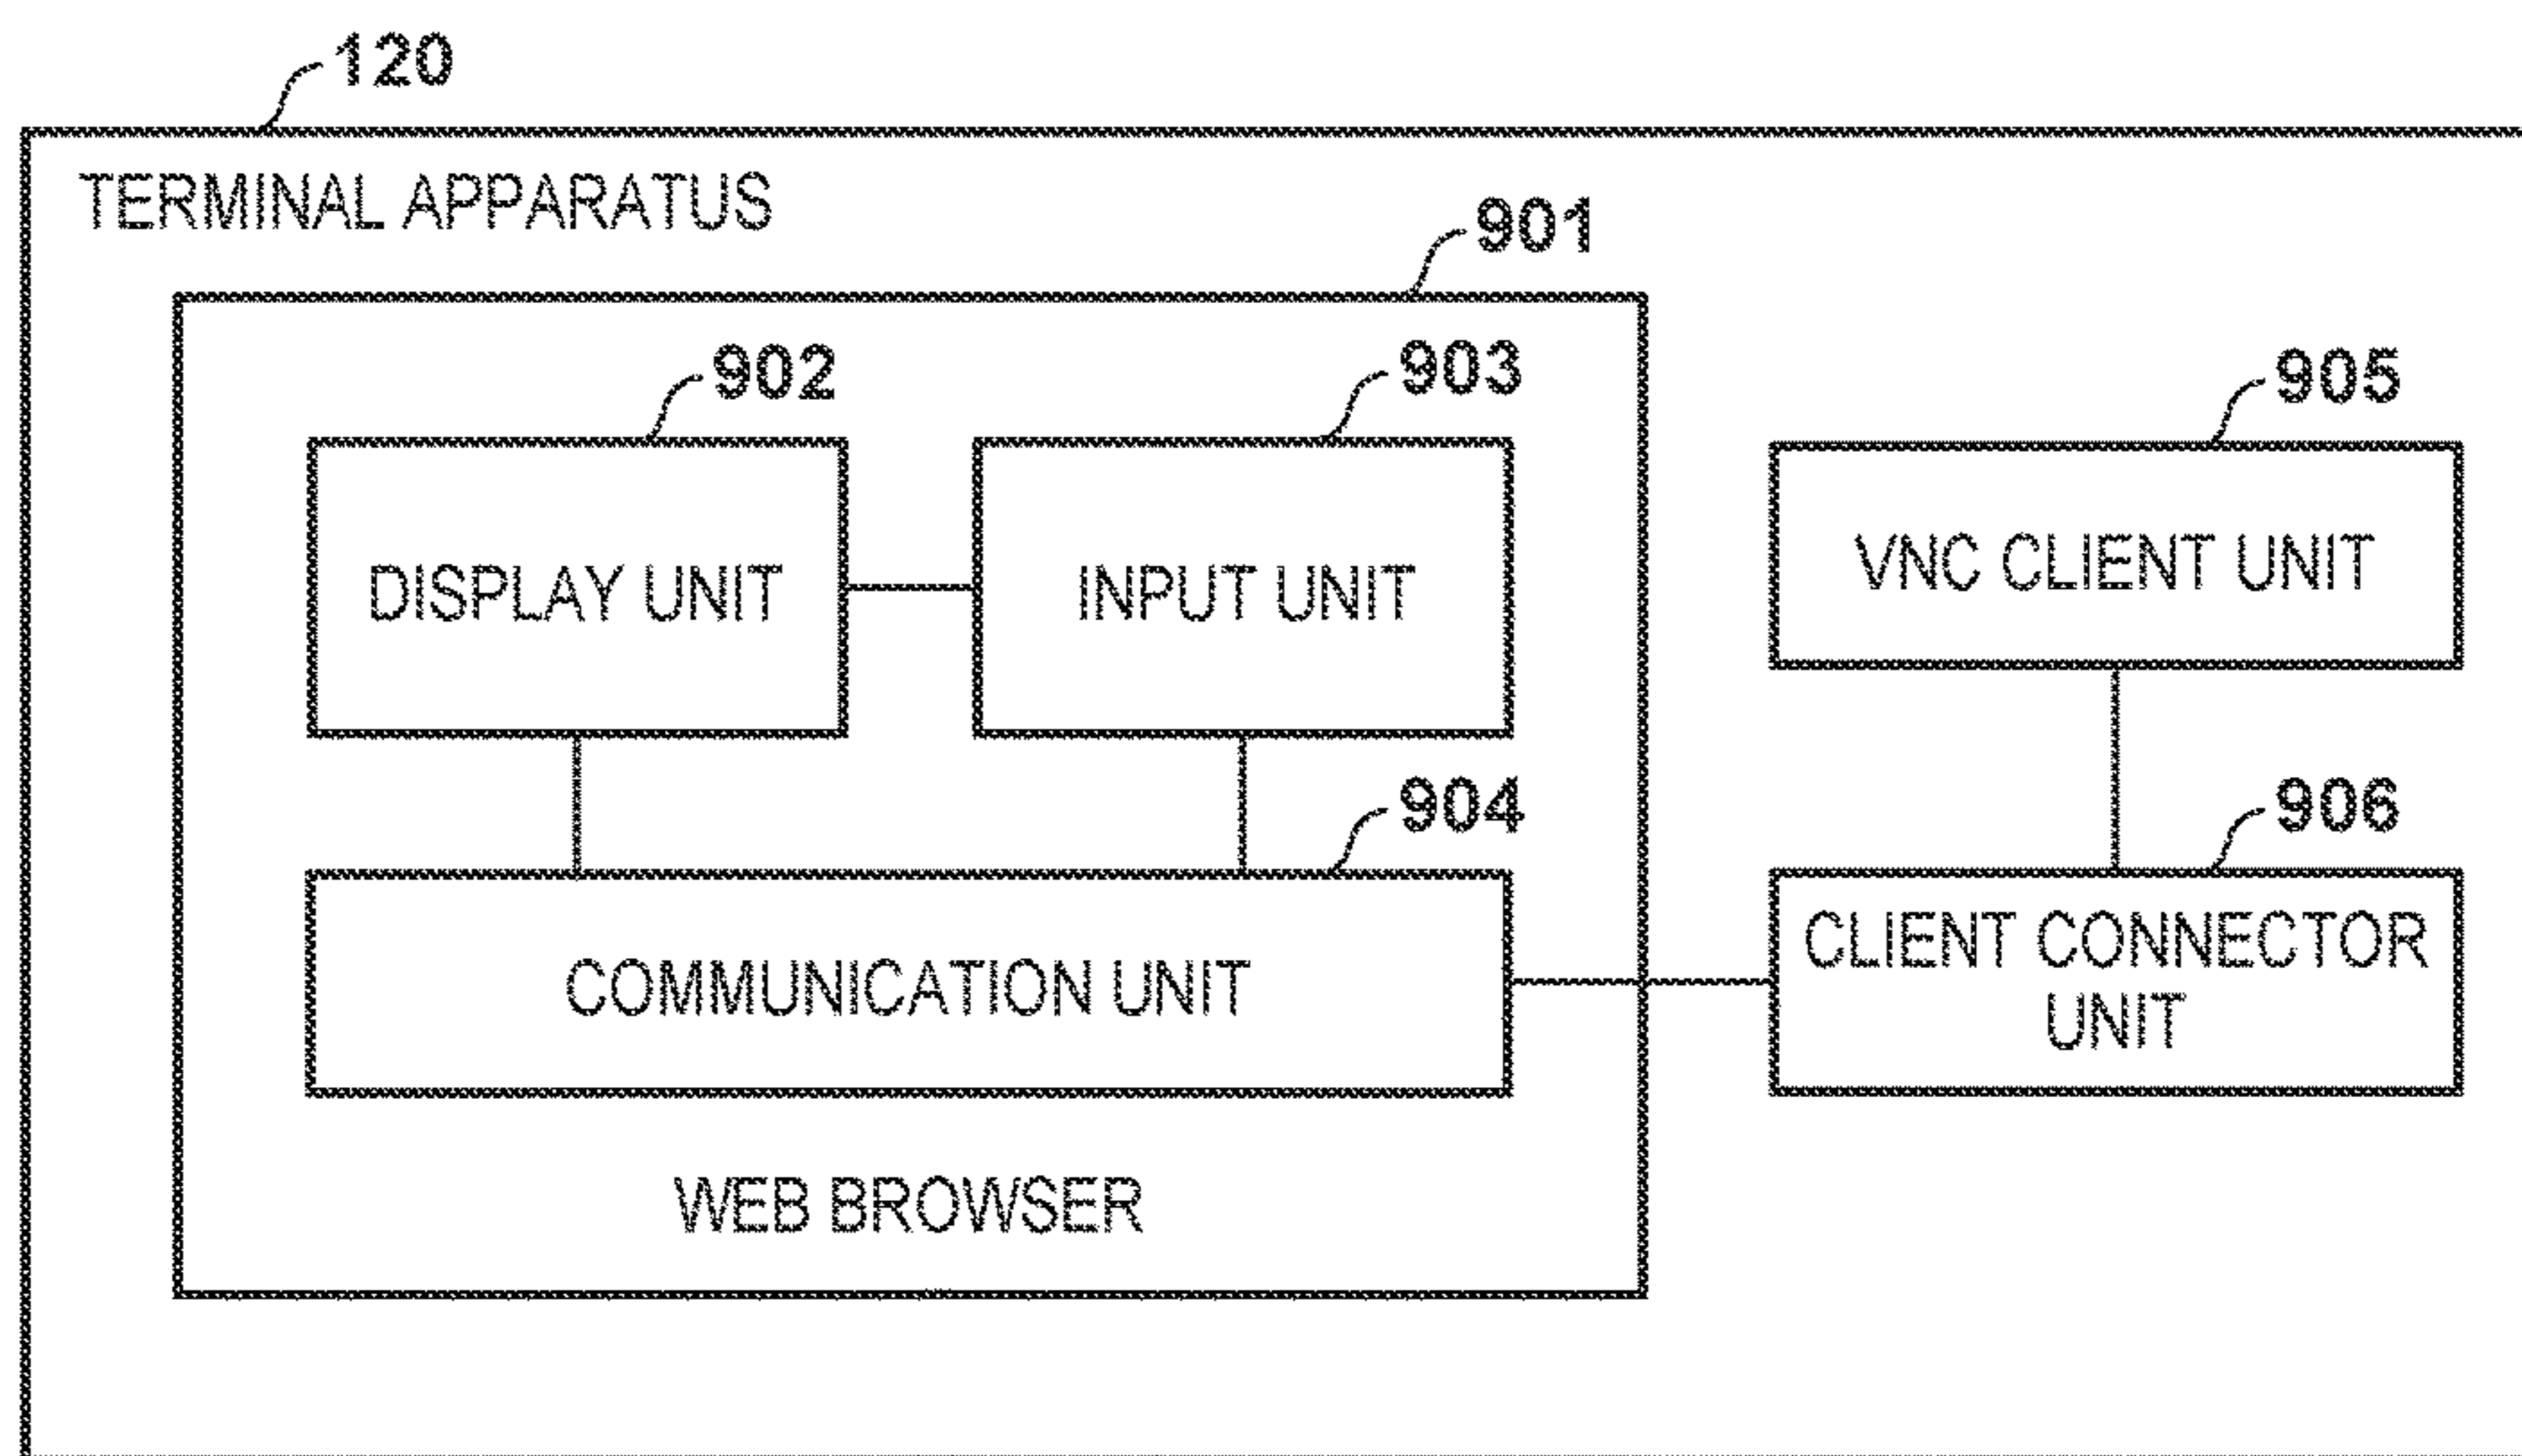 120
TERMINAL APPARATUS
901
902
903
905
DISPLAY UNIT
INPUT UNIT
VNC CLIENT UNIT
904
906
COMMUNICATION UNIT
CLIENT CONNECTOR
UNIT
WEB BROWSER